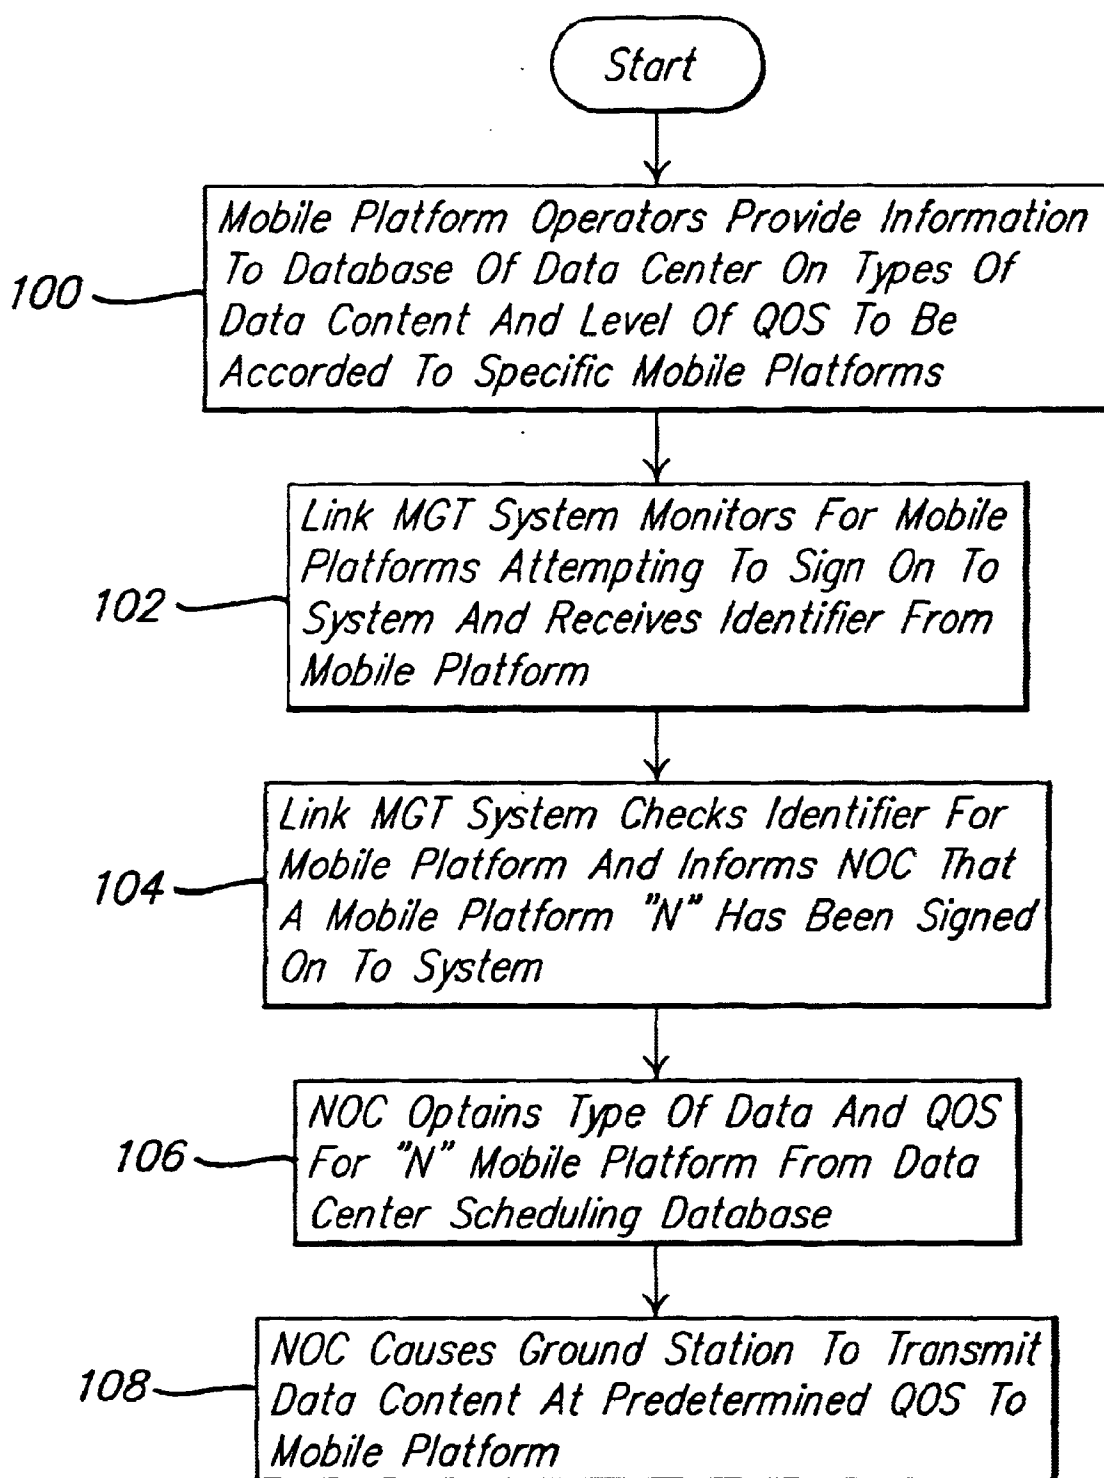 Start
100
Mobile Platform Operators Provide Information
To Database Of Data Center On Types Of
Data Content And Level Of QOS To Be
Accorded To Specific Mobile Platforms
102
Link MGT System Monitors For Mobile
Platforms Attempting To Sign On To
System And Receives Identifier From
Mobile Platform
104
Link MGT System Checks Identifier For
Mobile Platform And Informs NOC That
A Mobile Platform "N" Has Been Signed
On To System
106
NOC Optains Type Of Data And QOS
For "N" Mobile Platform From Data
Center Scheduling Database
108
NOC Causes Ground Station To Transmit
Data Content At Predetermined QOS To
Mobile Platform